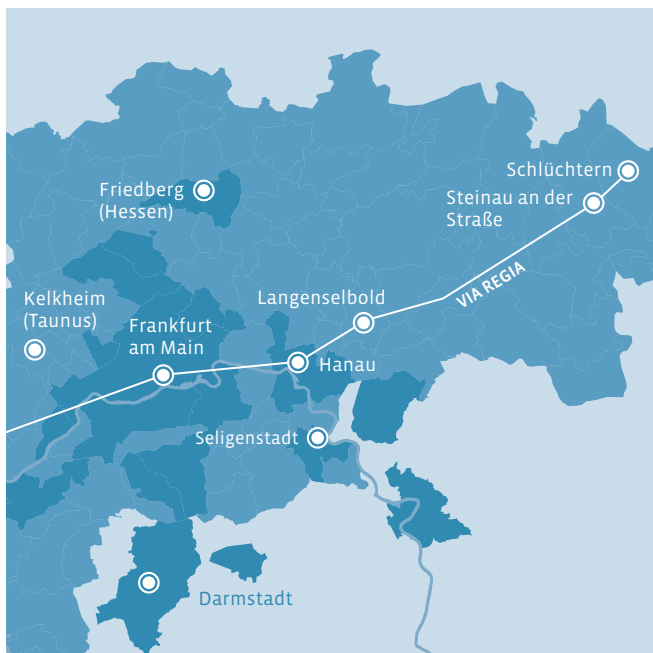 Schlüchtern
Friedberg
(Hessen)
Steinau an der
Straße
VIA REGIA
Langenselbold
Kelkheim
(Taunus)
Frankfurt
am Main
Hanau
Seligenstadt
Darmstadt